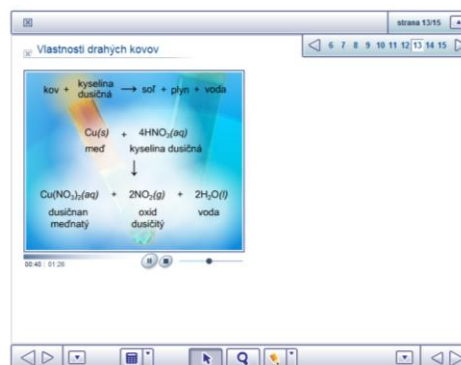 strana 13/15
6 7 8 9 10 11 12 13 14 15
Vlastnosti drahých kovov
kov + kyselina dusičná → soľ + plyn + voda
Cu(s) + 4HNO₃(aq)
meď kyselina dusičná
↓
Cu(NO₃)₂(aq) + 2NO₂(g) + 2H₂O(l)
dusičnan meďnatý oxid dusičitý voda
00:40 | 01:26